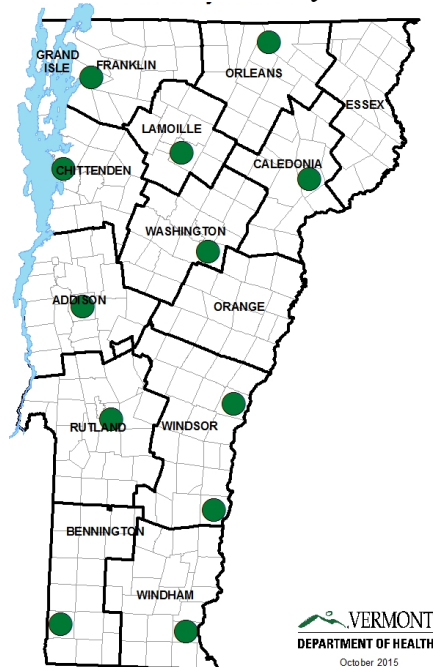 GRAND
ISLE
FRANKLIN
ORLEANS
ESSEX
LAMOILLE
CALEDONIA
CHITTENDEN
WASHINGTON
ADDISON
ORANGE
RUTLAND
WINDSOR
BENNINGTON
WINDHAM
VERMONT
DEPARTMENT OF HEALTH
October 2015